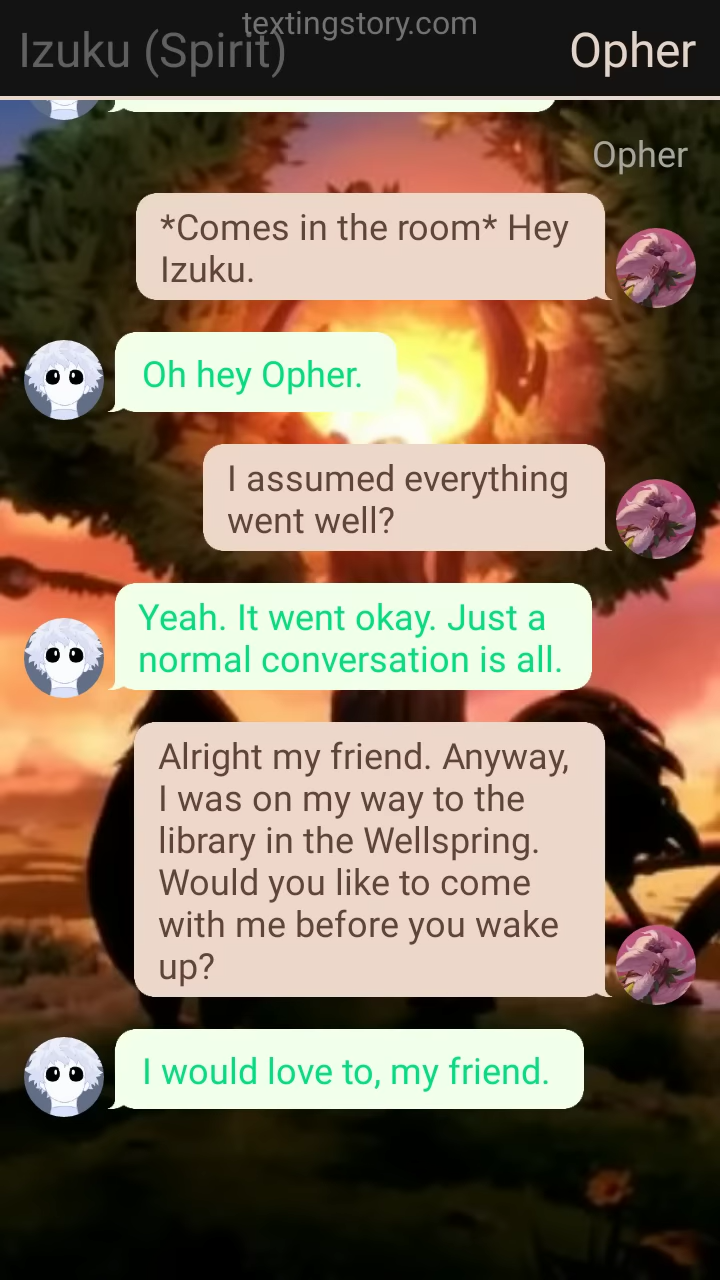 textingstory.com
Izuku (Spirit)
Opher
Opher
*Comes in the room* Hey
Izuku.
Oh hey Opher.
I assumed everything
went well?
Yeah. It went okay. Just a
normal conversation is all.
Alright my friend. Anyway,
I was on my way to the
library in the Wellspring.
Would you like to come
with me before you wake
up?
I would love to, my friend.